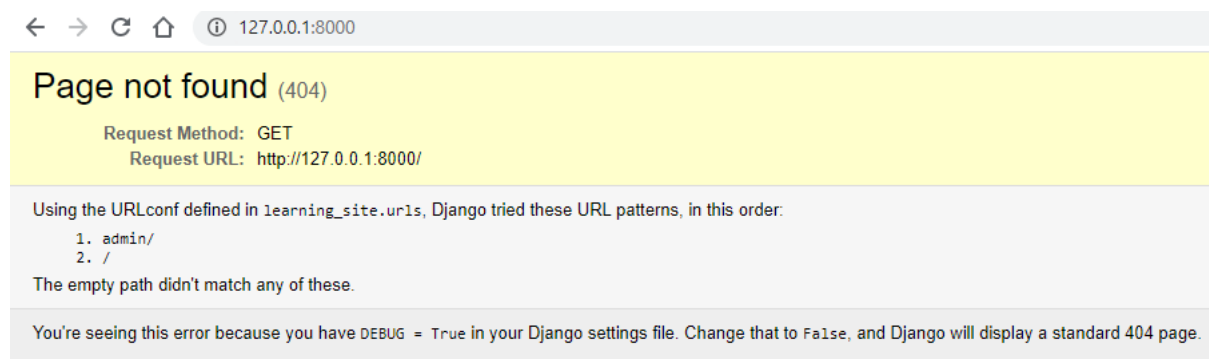 127.0.0.1:8000
Page not found (404)
Request Method: GET
Request URL: http://127.0.0.1:8000/
Using the URLconf defined in learning_site.urls, Django tried these URL patterns, in this order:
1. admin/
2. /
The empty path didn't match any of these.
You're seeing this error because you have DEBUG = True in your Django settings file. Change that to False, and Django will display a standard 404 page.